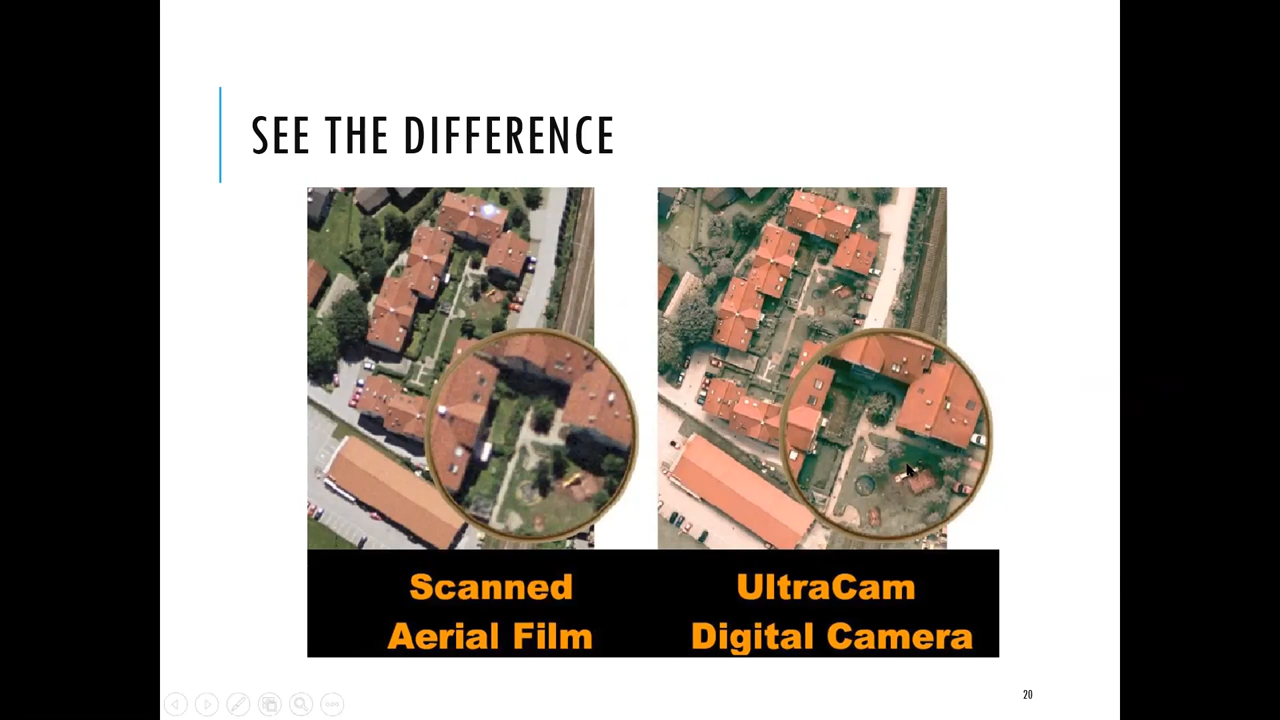 SEE THE DIFFERENCE
Scanned
Aerial Film
UltraCam
Digital Camera
20